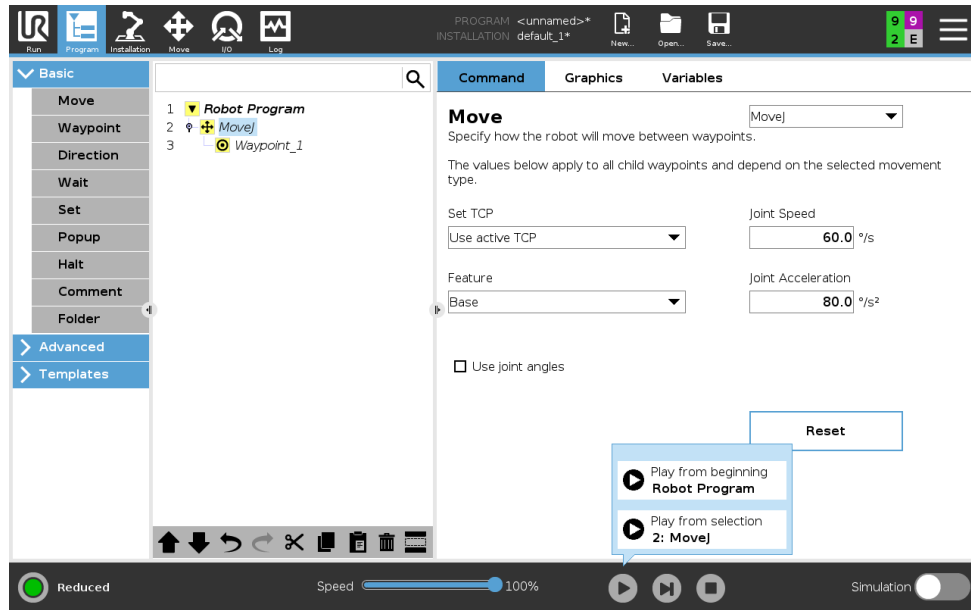 UR
Run
Program
Installation
Move
I/O
Log
PROGRAM <unnamed>*
INSTALLATION default_1*
New...
Open...
Save...
9 9
2 E
Basic
Move
Waypoint
Direction
Wait
Set
Popup
Halt
Comment
Folder
Advanced
Templates
1 Robot Program
2 MoveJ
3 Waypoint_1
Command Graphics Variables
Move
MoveJ
Specify how the robot will move between waypoints.
The values below apply to all child waypoints and depend on the selected movement
type.
Set TCP
Joint Speed
Use active TCP
60.0 °/s
Feature
Joint Acceleration
Base
80.0 °/s²
Use joint angles
Reset
Play from beginning
Robot Program
Play from selection
2: MoveJ
Reduced
Speed
100%
Simulation